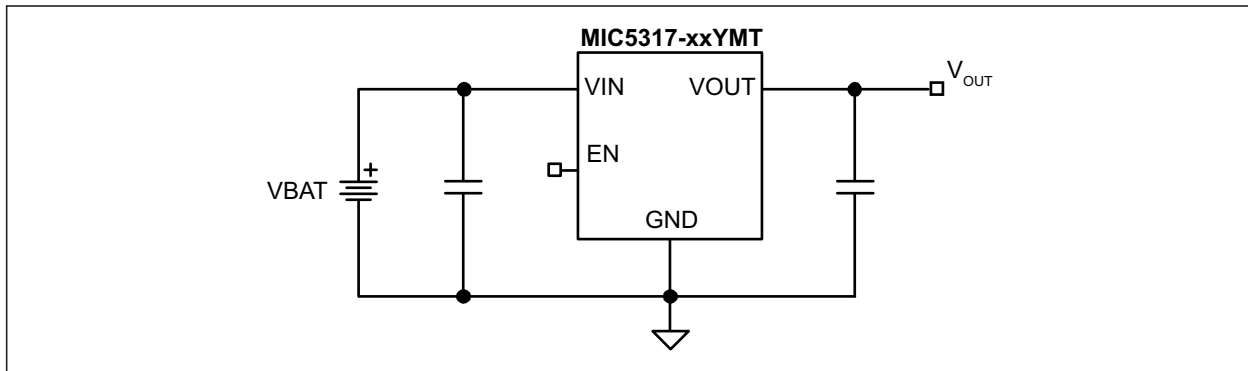 MIC5317-xxYMT
VIN
VOUT
VOUT
EN
+
VBAT
GND